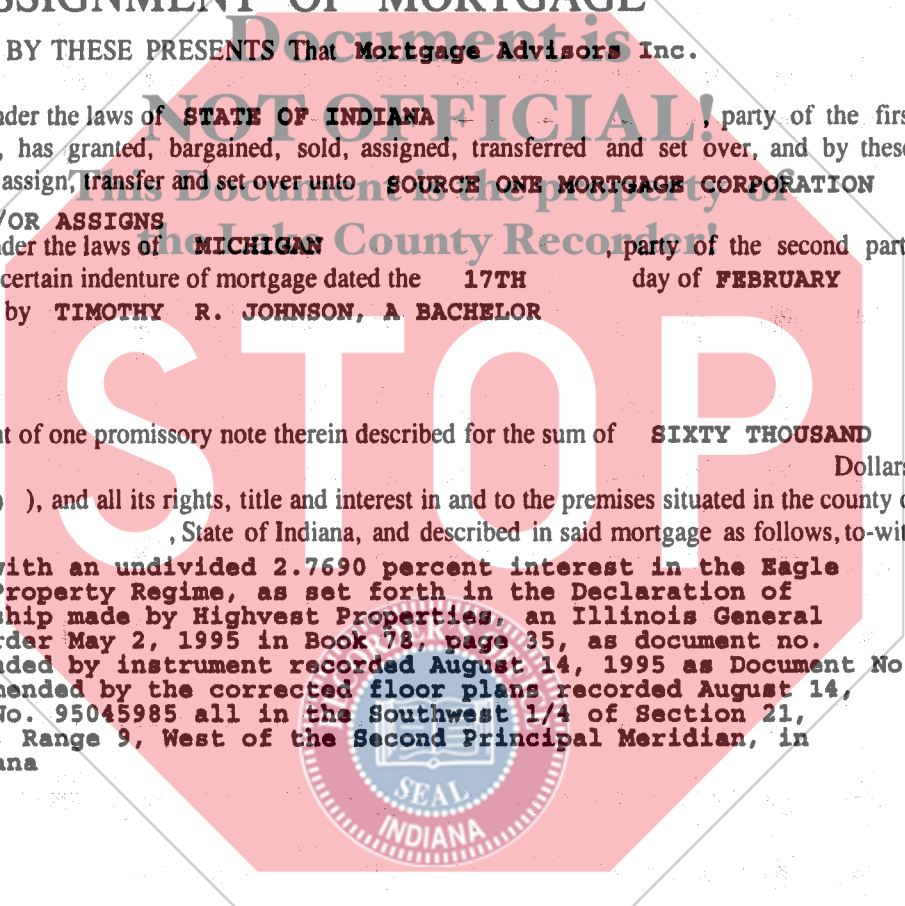 SSIGNMENT OF MORTGAGE
Document is
BY THESE PRESENTS That Mortgage Advisors Inc.
NOT OFFICIAL!
nder the laws of STATE OF INDIANA , party of the firs
, has granted, bargained, sold, assigned, transferred and set over, and by these
This Document is the property of
assign, transfer and set over unto SOURCE ONE MORTGAGE CORPORATION
/OR ASSIGNS
the Lake County Recorder!
nder the laws of MICHIGAN , party of the second part
certain indenture of mortgage dated the 17TH day of FEBRUARY
by TIMOTHY R. JOHNSON, A BACHELOR
STOP
nt of one promissory note therein described for the sum of SIXTY THOUSAND
Dollars
), and all its rights, title and interest in and to the premises situated in the county o
, State of Indiana, and described in said mortgage as follows, to-wit
with an undivided 2.7690 percent interest in the Eagle
Property Regime, as set forth in the Declaration of
ship made by Highvest Properties, an Illinois General
rder May 2, 1995 in Book 78, page 35, as document no.
nded by instrument recorded August 14, 1995 as Document No
mended by the corrected floor plans recorded August 14,
No. 95045985 all in the Southwest 1/4 of Section 21,
Range 9, West of the Second Principal Meridian, in
ana
SEAL
INDIANA